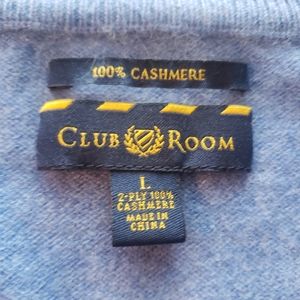 100% CASHMERE
CLUB ROOM
L
2-PLY 100%
CASHMERE
MADE IN
CHINA